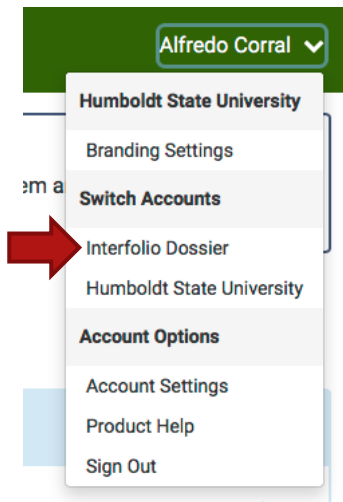 Alfredo Corral
Humboldt State University
Branding Settings
em a
Switch Accounts
Interfolio Dossier
Humboldt State University
Account Options
Account Settings
Product Help
Sign Out